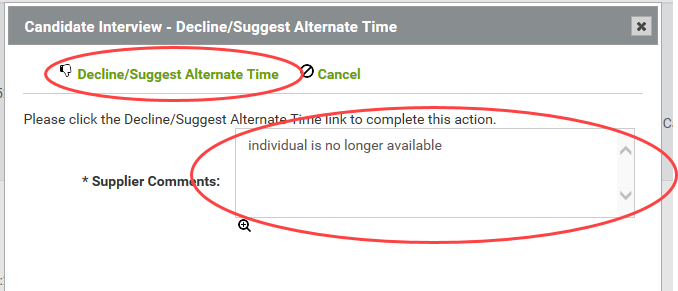 Candidate Interview - Decline/Suggest Alternate Time
Decline/Suggest Alternate Time Cancel
Please click the Decline/Suggest Alternate Time link to complete this action.
individual is no longer available
* Supplier Comments: